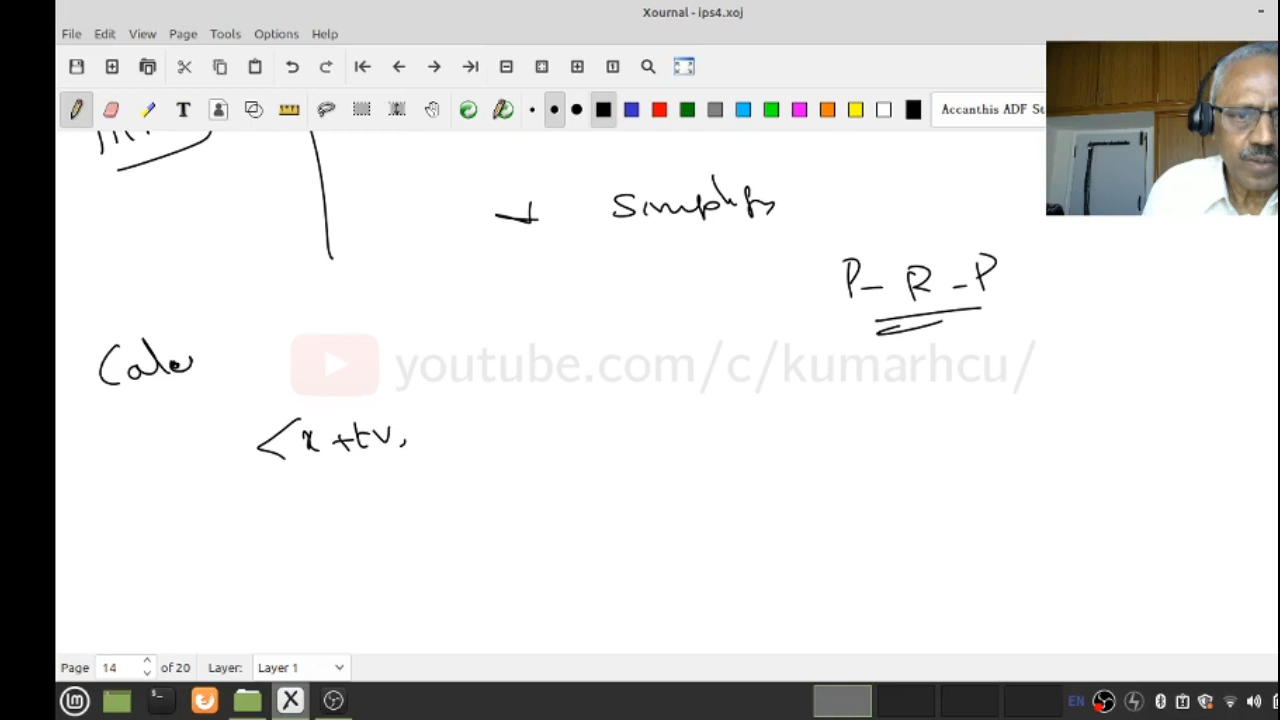 Xournal - ips4.xoj
File Edit View Page Tools Options Help
T Accanthis ADF St
Simplify
P - R - P
Calc
youtube.com/c/kumarhcu/
<x + tv,
Page 14 of 20 Layer: Layer 1
EN